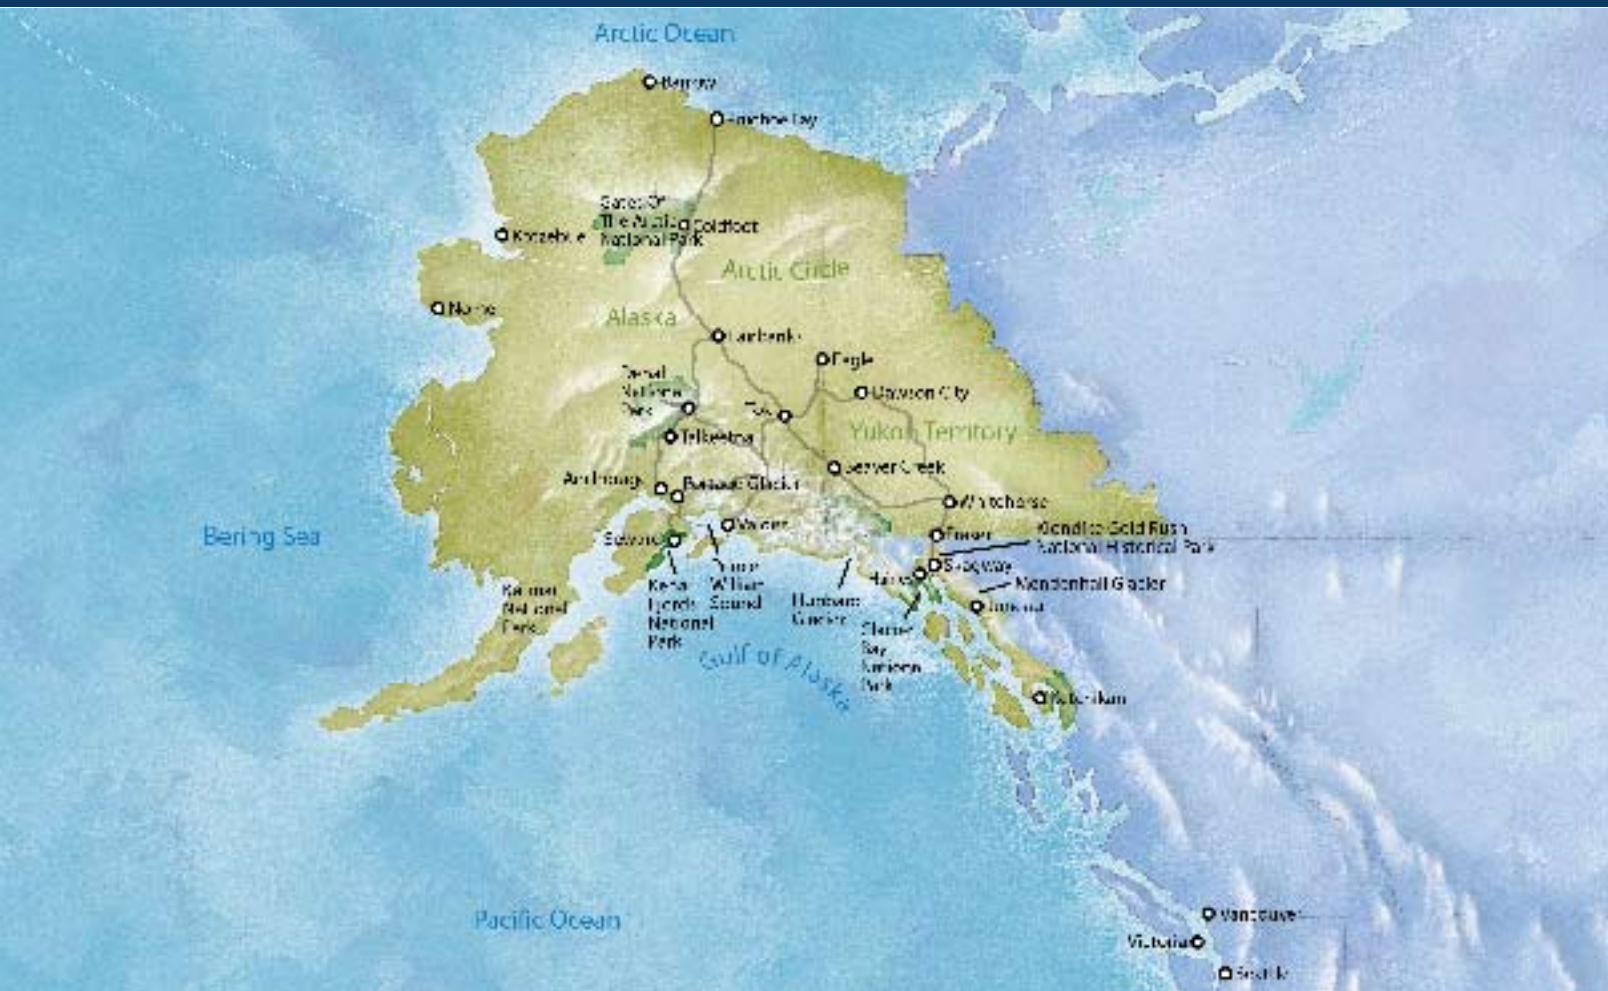 Arctic Ocean
Barrow
Prudhoe Bay
Gates Of
The Arctic
National Park
Coldfoot
Kotzebue
Arctic Circle
Nome
Alaska
Fairbanks
Eagle
Denali
National
Park
Dawson City
Tok
Talkeetna
Yukon Territory
Beaver Creek
Anchorage
Portage Glacier
Whitehorse
Valdez
Bering Sea
Seward
Fraser
Klondike Gold Rush
National Historical Park
Skagway
Haines
Mendenhall Glacier
Katmai
National
Park
Kenai
Fjords
National
Park
Prince
William
Sound
Hubbard
Glacier
Juneau
Glacier
Bay
National
Park
Gulf of Alaska
Ketchikan
Pacific Ocean
Vancouver
Victoria
Seattle